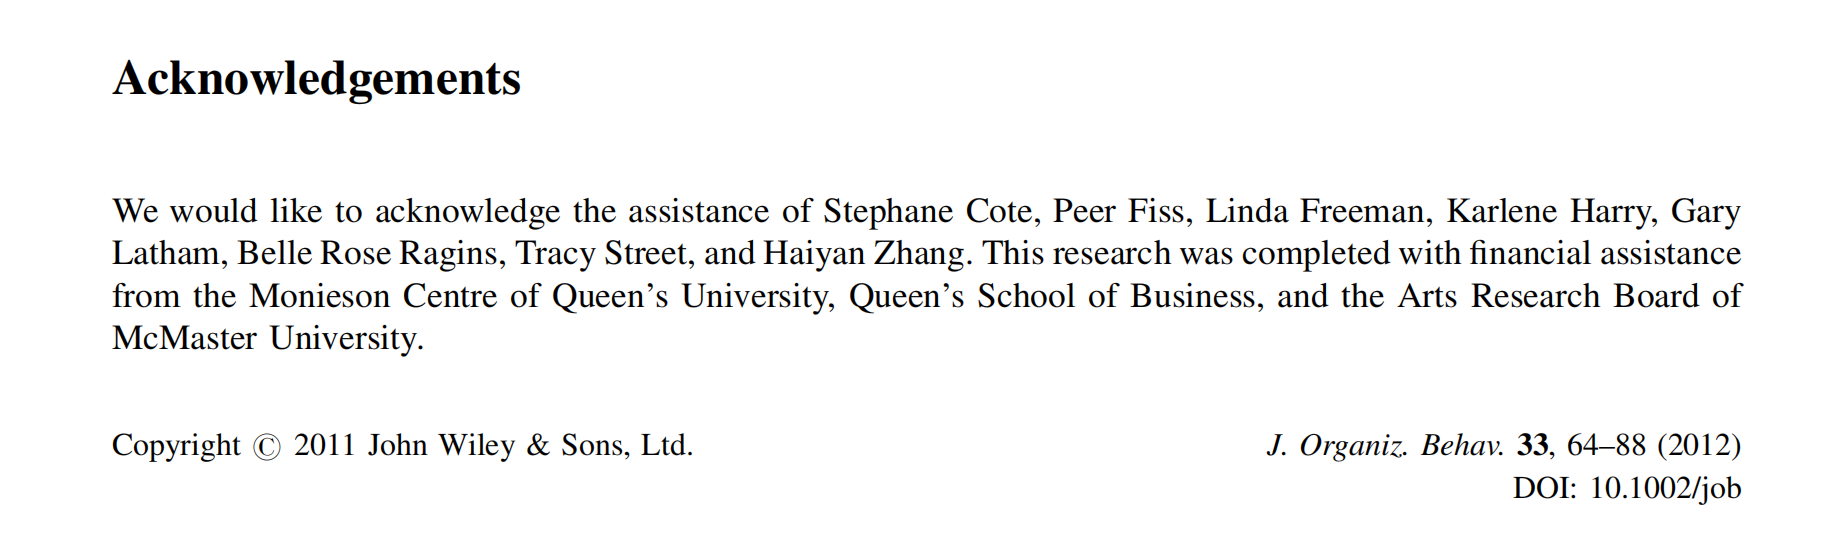 Acknowledgements
We would like to acknowledge the assistance of Stephane Cote, Peer Fiss, Linda Freeman, Karlene Harry, Gary
Latham, Belle Rose Ragins, Tracy Street, and Haiyan Zhang. This research was completed with financial assistance
from the Monieson Centre of Queen’s University, Queen’s School of Business, and the Arts Research Board of
McMaster University.
Copyright © 2011 John Wiley & Sons, Ltd.
J. Organiz. Behav. 33, 64–88 (2012)
DOI: 10.1002/job